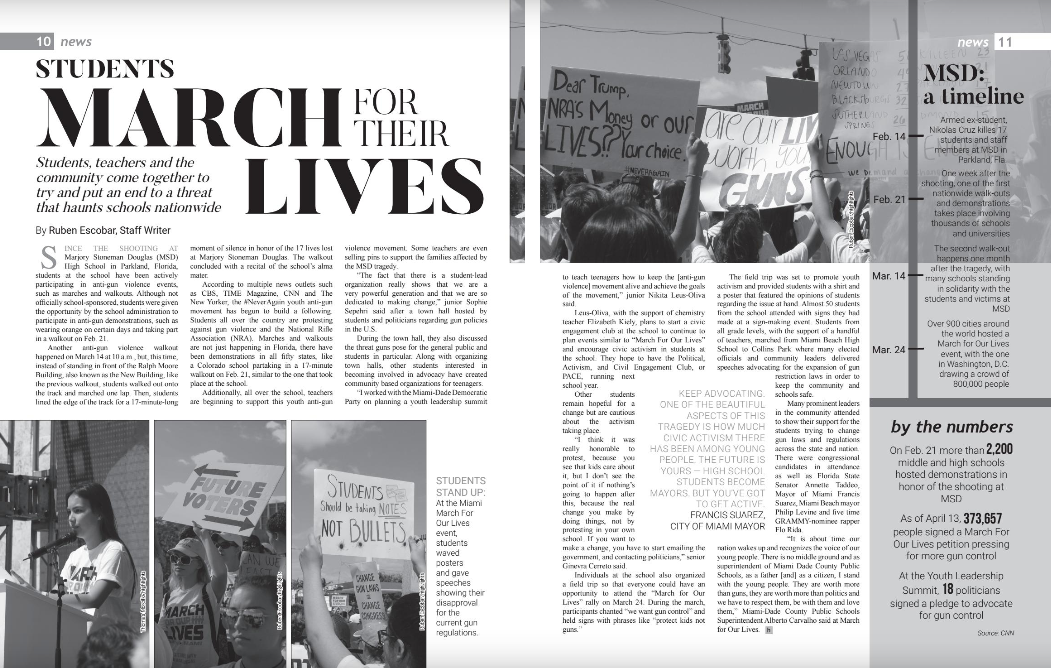 10 news
STUDENTS
MARCH FOR
THEIR
LIVES
Students, teachers and the
community come together to
try and put an end to a threat
that haunts schools nationwide
By Ruben Escobar, Staff Writer
SINCE THE SHOOTING AT
Marjory Stoneman Douglas (MSD)
High School in Parkland, Florida,
students at the school have been actively
participating in anti-gun violence events,
such as marches and walkouts. Although not
officially school-sponsored, students were given
the opportunity by the school administration to
participate in anti-gun demonstrations, such as
wearing orange on certain days and taking part
in a walkout on Feb. 21.
Another anti-gun violence walkout
happened on March 14 at 10 a.m., but, this time,
instead of standing in front of the Ralph Moore
Building, also known as the New Building, like
the previous walkout, students walked out onto
the track and marched one lap. Then, students
lined the edge of the track for a 17-minute-long
moment of silence in honor of the 17 lives lost
at Marjory Stoneman Douglas. The walkout
concluded with a recital of the school's alma
mater.
According to multiple news outlets such
as CBS, TIME Magazine, CNN and The
New Yorker, the #NeverAgain youth anti-gun
movement has begun to build a following.
Students all over the country are protesting
against gun violence and the National Rifle
Association (NRA). Marches and walkouts
are not just happening in Florida, there have
been demonstrations in all fifty states, like
a Colorado school partaking in a 17-minute
walkout on Feb. 21, similar to the one that took
place at the school.
Additionally, all over the school, teachers
are beginning to support this youth anti-gun
violence movement. Some teachers are even
selling pins to support the families affected by
the MSD tragedy.
"The fact that there is a student-lead
organization really shows that we are a
very powerful generation and that we are so
dedicated to making change," junior Sophie
Sepehri said after a town hall hosted by
students and politicians regarding gun policies
in the U.S.
During the town hall, they also discussed
the threat guns pose for the general public and
students in particular. Along with organizing
town halls, other students interested in
becoming involved in advocacy have created
community based organizations for teenagers.
"I worked with the Miami-Dade Democratic
Party on planning a youth leadership summit
FUTURE
VOTERS
MARCH
LIVES
STUDENTS
Should be taking NOTES
NOT BULLETS
CHANGE
GUN LAWS
OR
CHANGE
CONGRESS
STUDENTS
STAND UP:
At the Miami
March For
Our Lives
event,
students
waved
posters
and gave
speeches
showing their
disapproval
for the
current gun
regulations.
Dear Trump,
NRA'S Money or our
LIVES?? Your choice.
#NEVERAGAIN
MARCH
are our LIV
worth your
GUNS
LAS VEGAS
ORLANDO
NEWTOWN
BLACKSBURG 32
SUTHERLAND
SPRINGS 26
ENOUGH
we demand
to teach teenagers how to keep the [anti-gun
violence] movement alive and achieve the goals
of the movement," junior Nikita Leus-Oliva
said.
Leus-Oliva, with the support of chemistry
teacher Elizabeth Kiely, plans to start a civic
engagement club at the school to continue to
plan events similar to "March For Our Lives"
and encourage civic activism in students at
the school. They hope to have the Political,
Activism, and Civil Engagement Club, or
PACE, running next
school year.
Other students
remain hopeful for a
change but are cautious
about the activism
taking place.
"I think it was
really honorable to
protest, because you
see that kids care about
it, but I don't see the
point of it if nothing's
going to happen after
this, because the real
change you make by
doing things, not by
protesting in your own
school. If you want to
make a change, you have to start emailing the
government, and contacting politicians," senior
Ginevra Cerreto said.
Individuals at the school also organized
a field trip so that everyone could have an
opportunity to attend the "March for Our
Lives" rally on March 24. During the march,
participants chanted "we want gun control" and
held signs with phrases like "protect kids not
guns."
KEEP ADVOCATING.
ONE OF THE BEAUTIFUL
ASPECTS OF THIS
TRAGEDY IS HOW MUCH
CIVIC ACTIVISM THERE
HAS BEEN AMONG YOUNG
PEOPLE. THE FUTURE IS
YOURS – HIGH SCHOOL
STUDENTS BECOME
MAYORS. BUT YOU'VE GOT
TO GET ACTIVE.
FRANCIS SUAREZ,
CITY OF MIAMI MAYOR
The field trip was set to promote youth
activism and provided students with a shirt and
a poster that featured the opinions of students
regarding the issue at hand. Almost 50 students
from the school attended with signs they had
made at a sign-making event. Students from
all grade levels, with the support of a handful
of teachers, marched from Miami Beach High
School to Collins Park where many elected
officials and community leaders delivered
speeches advocating for the expansion of gun
restriction laws in order to
keep the community and
schools safe.
Many prominent leaders
in the community attended
to show their support for the
students trying to change
gun laws and regulations
across the state and nation.
There were congressional
candidates in attendance
as well as Florida State
Senator Annette Taddeo,
Mayor of Miami Francis
Suarez, Miami Beach mayor
Philip Levine and five time
GRAMMY-nominee rapper
Flo Rida.
"It is about time our
nation wakes up and recognizes the voice of our
young people. There is no middle ground and as
superintendent of Miami Dade County Public
Schools, as a father [and] as a citizen, I stand
with the young people. They are worth more
than guns, they are worth more than politics and
we have to respect them, be with them and love
them," Miami-Dade County Public Schools
Superintendent Alberto Carvalho said at March
for Our Lives. h
news 11
MSD:
a timeline
Feb. 14
Armed ex-student,
Nikolas Cruz kills 17
students and staff
members at MSD in
Parkland, Fla.
Feb. 21
One week after the
shooting, one of the first
nationwide walk-outs
and demonstrations
takes place involving
thousands of schools
and universities
Mar. 14
The second walk-out
happens one month
after the tragedy, with
many schools standing
in solidarity with the
students and victims at
MSD
Mar. 24
Over 900 cities around
the world hosted a
March for Our Lives
event, with the one
in Washington, D.C.
drawing a crowd of
800,000 people
by the numbers
On Feb. 21 more than 2,200
middle and high schools
hosted demonstrations in
honor of the shooting at
MSD
As of April 13, 373,657
people signed a March For
Our Lives petition pressing
for more gun control
At the Youth Leadership
Summit, 18 politicians
signed a pledge to advocate
for gun control
Source: CNN